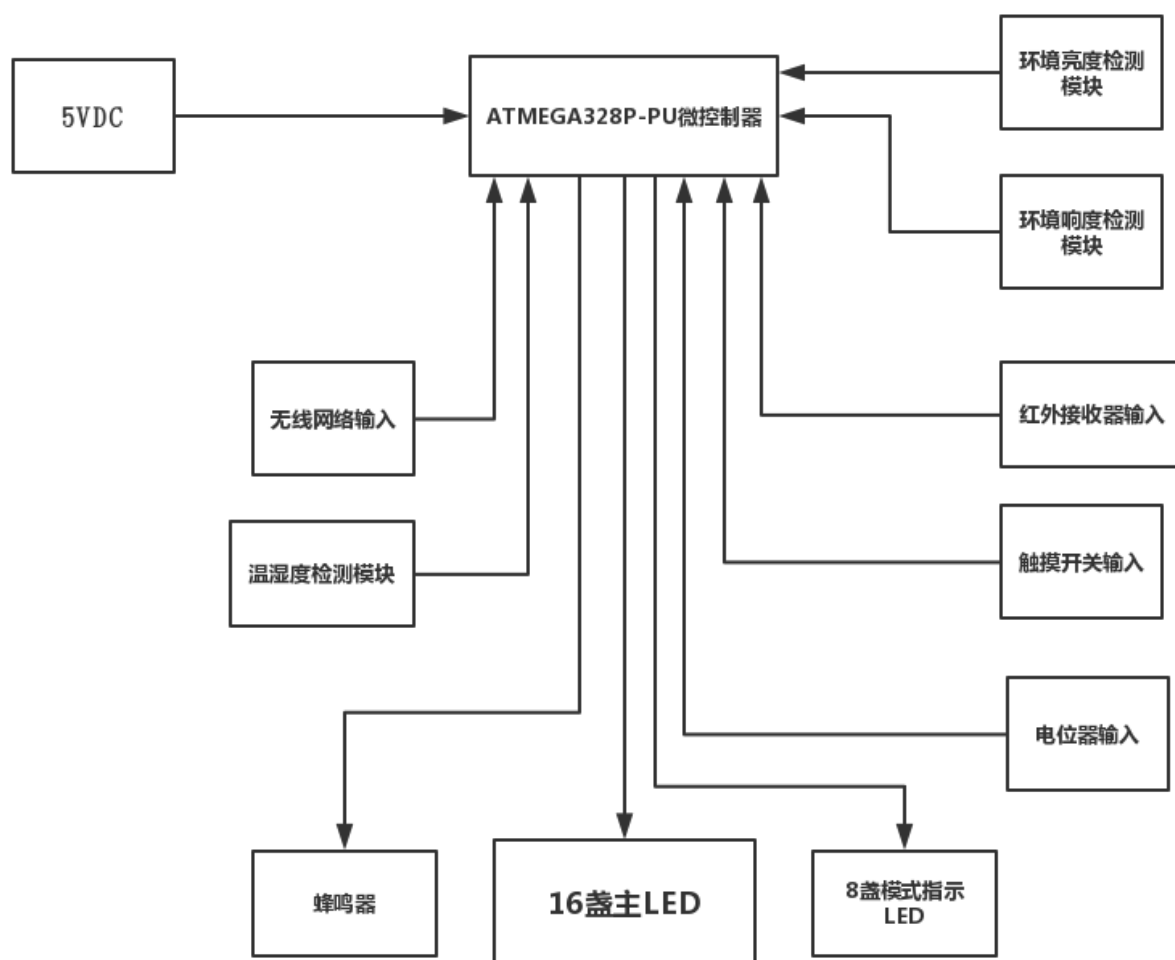 环境亮度检测
模块
5VDC
ATMEGA328P-PU微控制器
环境响度检测
模块
无线网络输入
红外接收器输入
温湿度检测模块
触摸开关输入
电位器输入
蜂鸣器
16盏主LED
8盏模式指示
LED